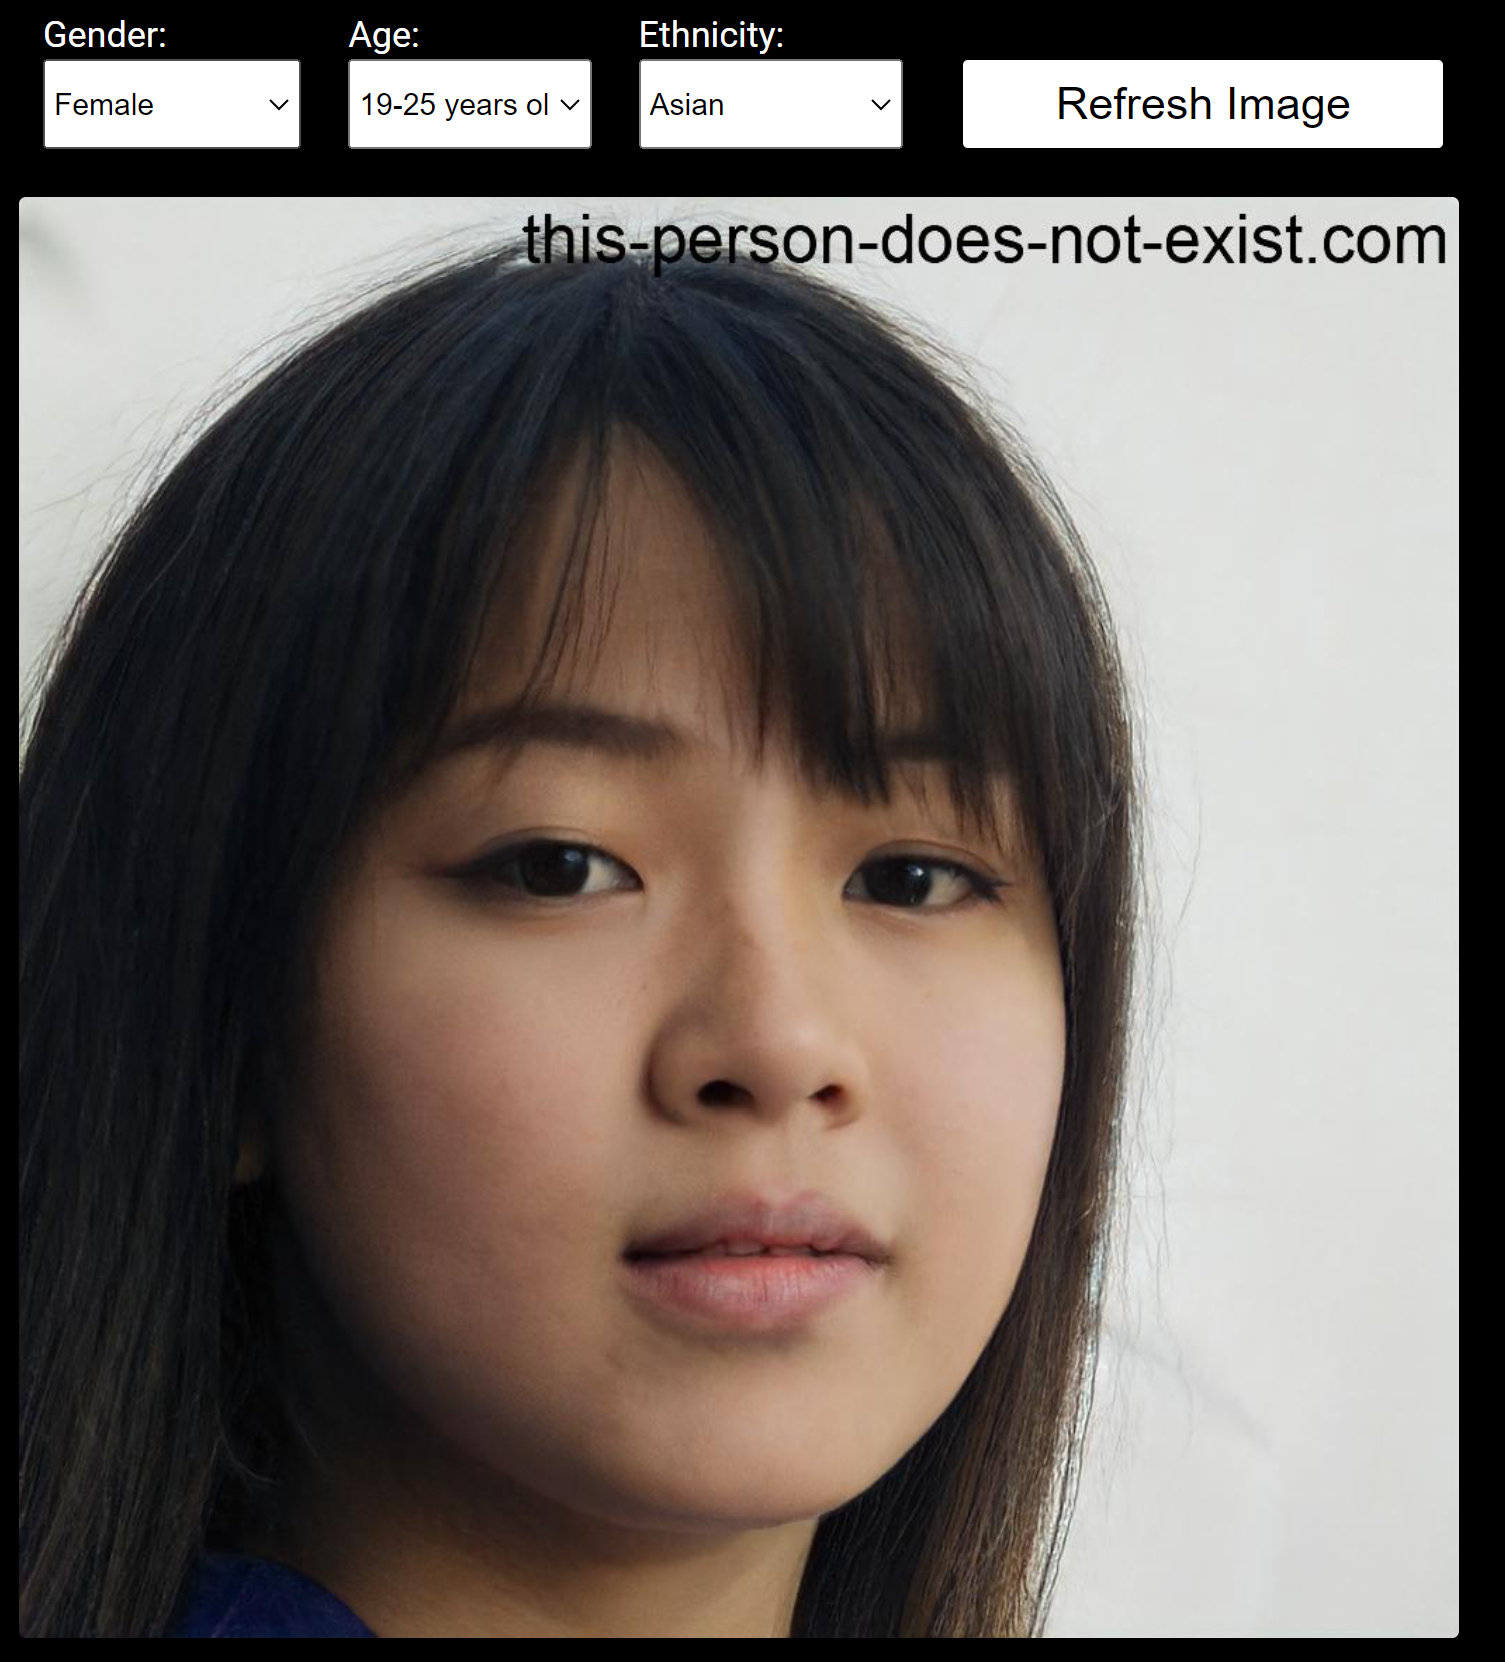 Gender: Age: Ethnicity:
Female 19-25 years ol Asian Refresh Image
this-person-does-not-exist.com